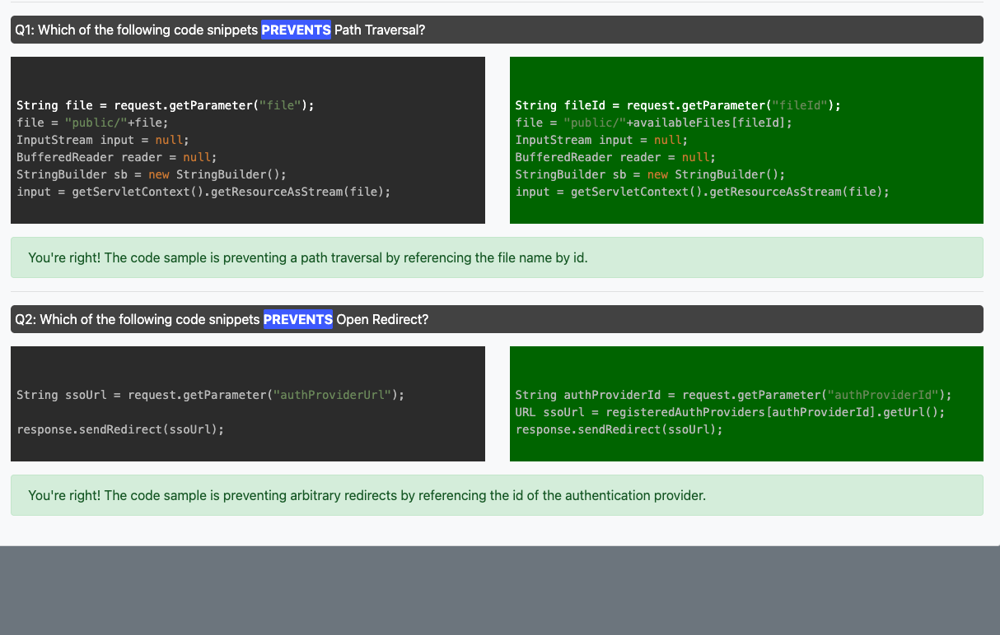 Q1: Which of the following code snippets PREVENTS Path Traversal?
String file = request.getParameter("file");
file = "public/"+file;
InputStream input = null;
BufferedReader reader = null;
StringBuilder sb = new StringBuilder();
input = getServletContext().getResourceAsStream(file);
String fileId = request.getParameter("fileId");
file = "public/"+availableFiles[fileId];
InputStream input = null;
BufferedReader reader = null;
StringBuilder sb = new StringBuilder();
input = getServletContext().getResourceAsStream(file);
You're right! The code sample is preventing a path traversal by referencing the file name by id.
Q2: Which of the following code snippets PREVENTS Open Redirect?
String ssoUrl = request.getParameter("authProviderUrl");
response.sendRedirect(ssoUrl);
String authProviderId = request.getParameter("authProviderId");
URL ssoUrl = registeredAuthProviders[authProviderId].getUrl();
response.sendRedirect(ssoUrl);
You're right! The code sample is preventing arbitrary redirects by referencing the id of the authentication provider.